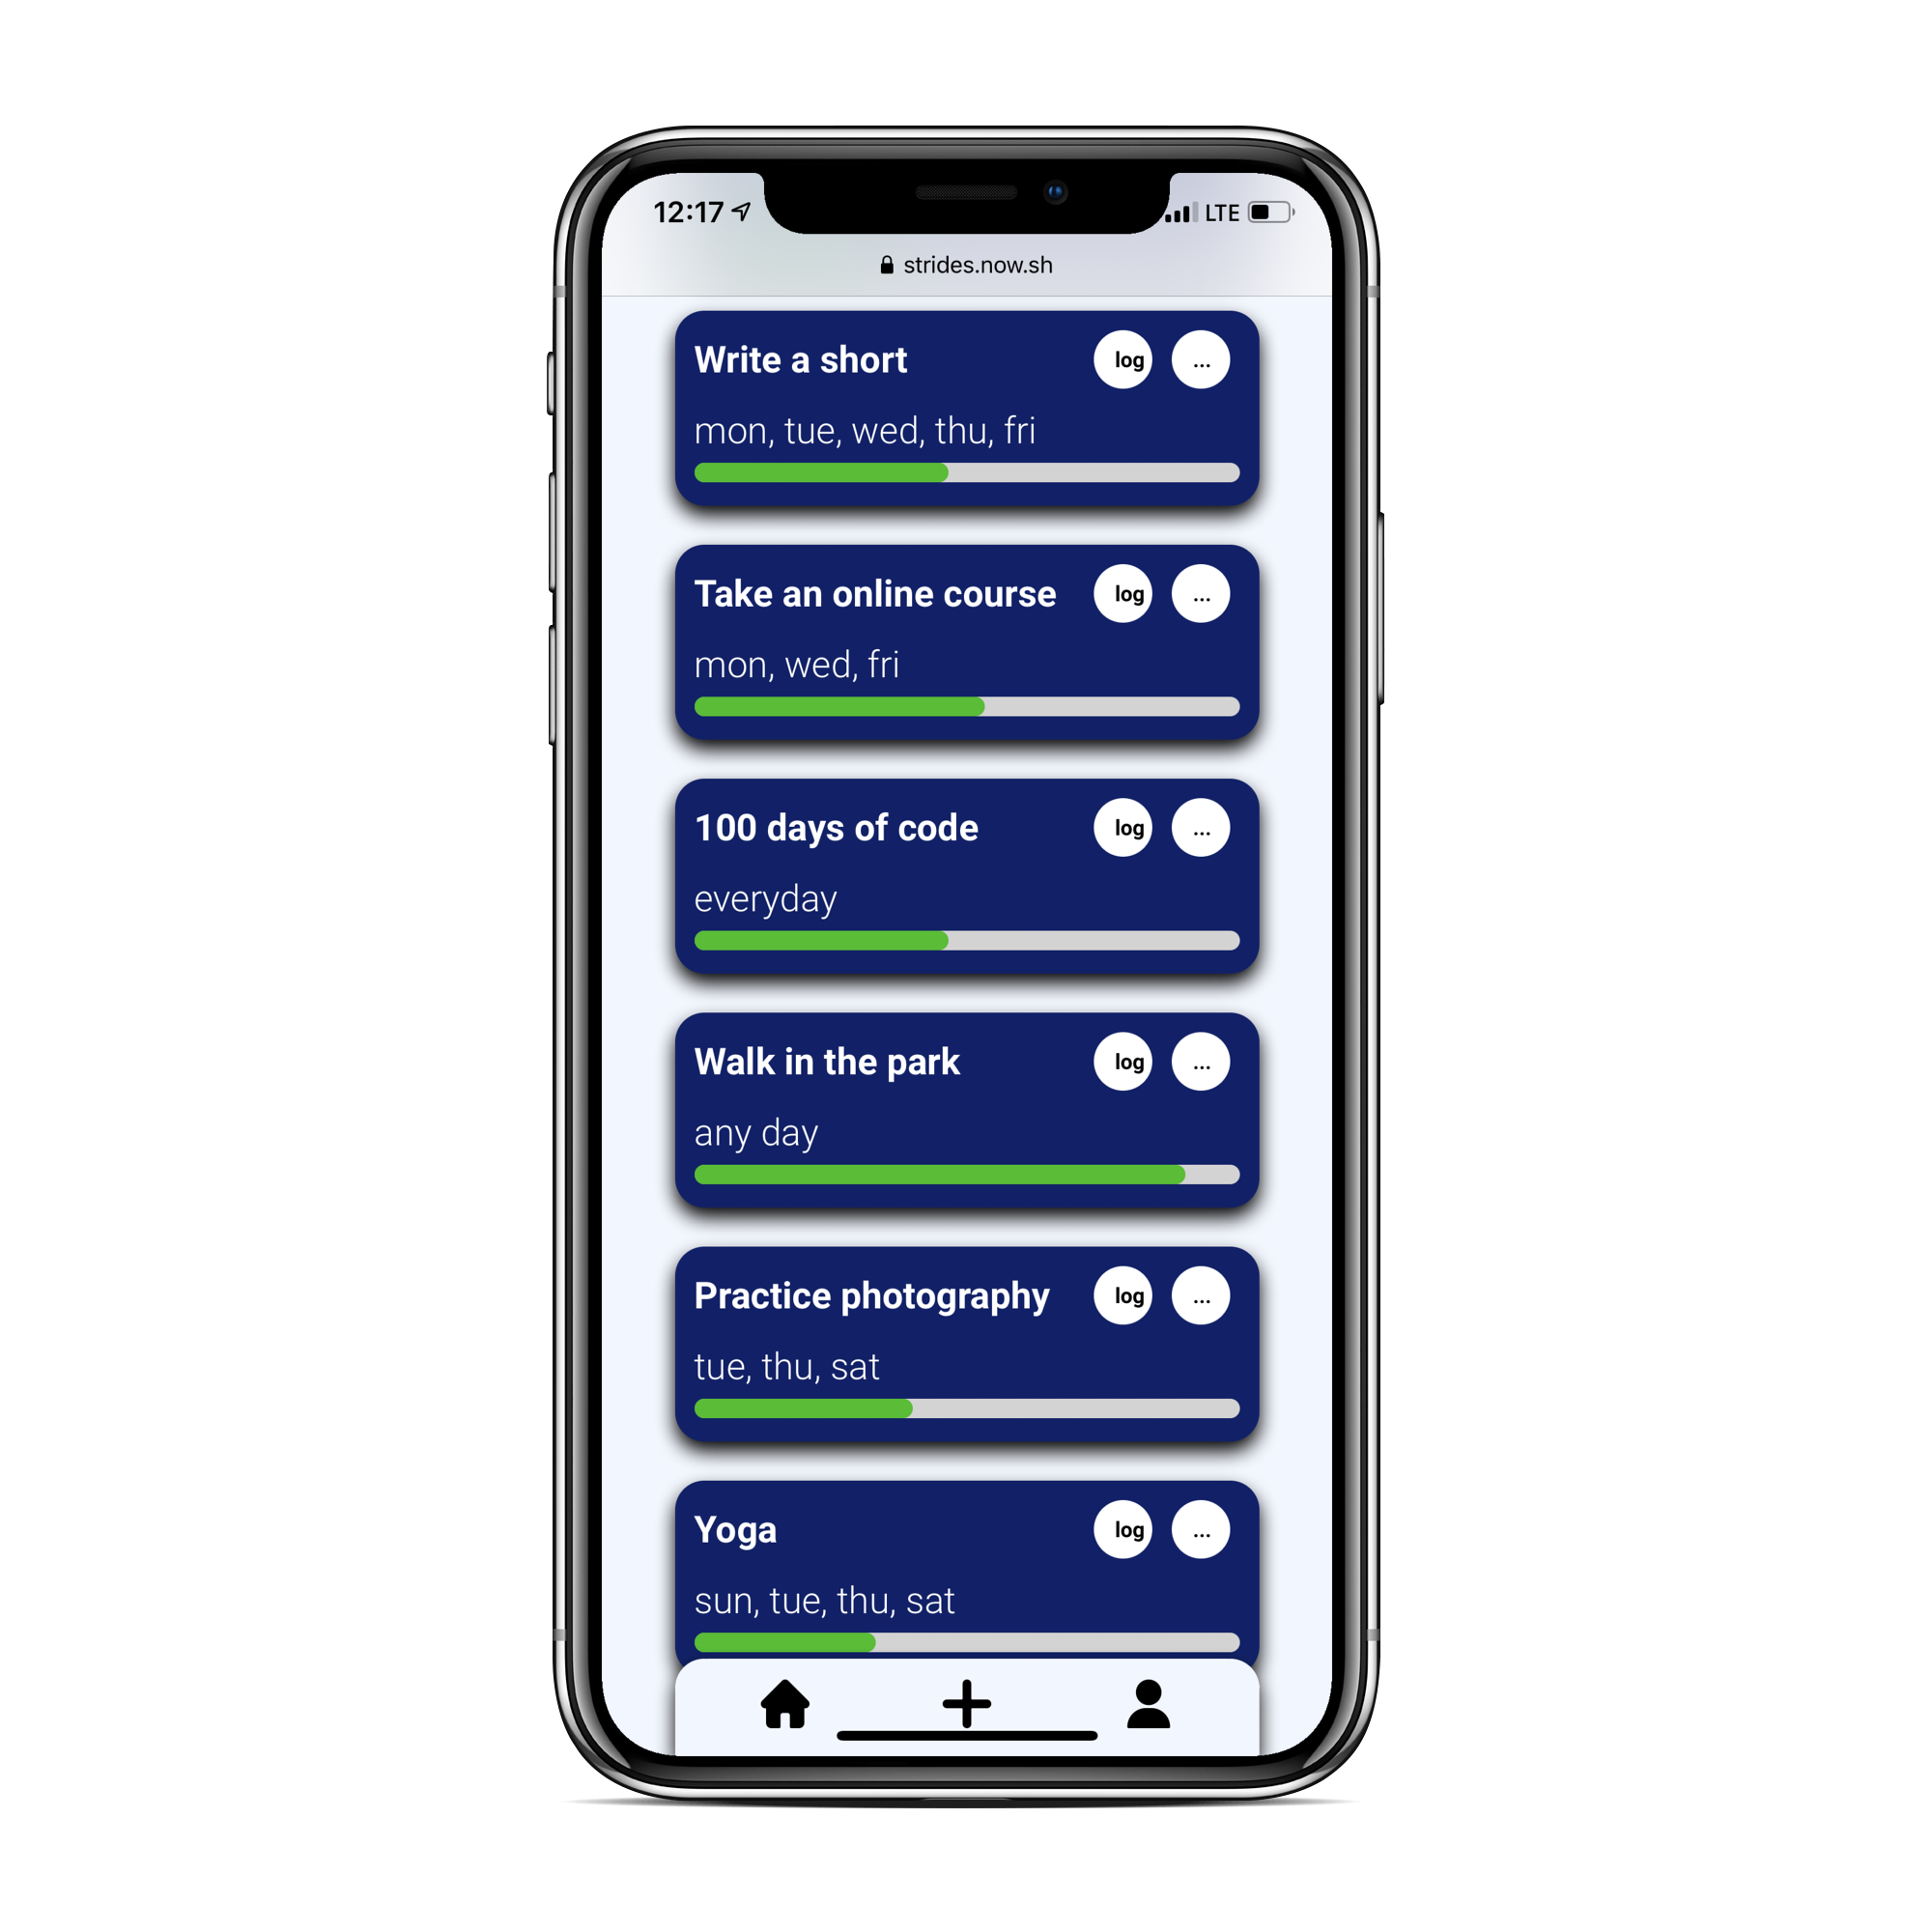 12:17 LTE
strides.now.sh
Write a short log ...
mon, tue, wed, thu, fri
Take an online course log ...
mon, wed, fri
100 days of code log ...
everyday
Walk in the park log ...
any day
Practice photography log ...
tue, thu, sat
Yoga log ...
sun, tue, thu, sat